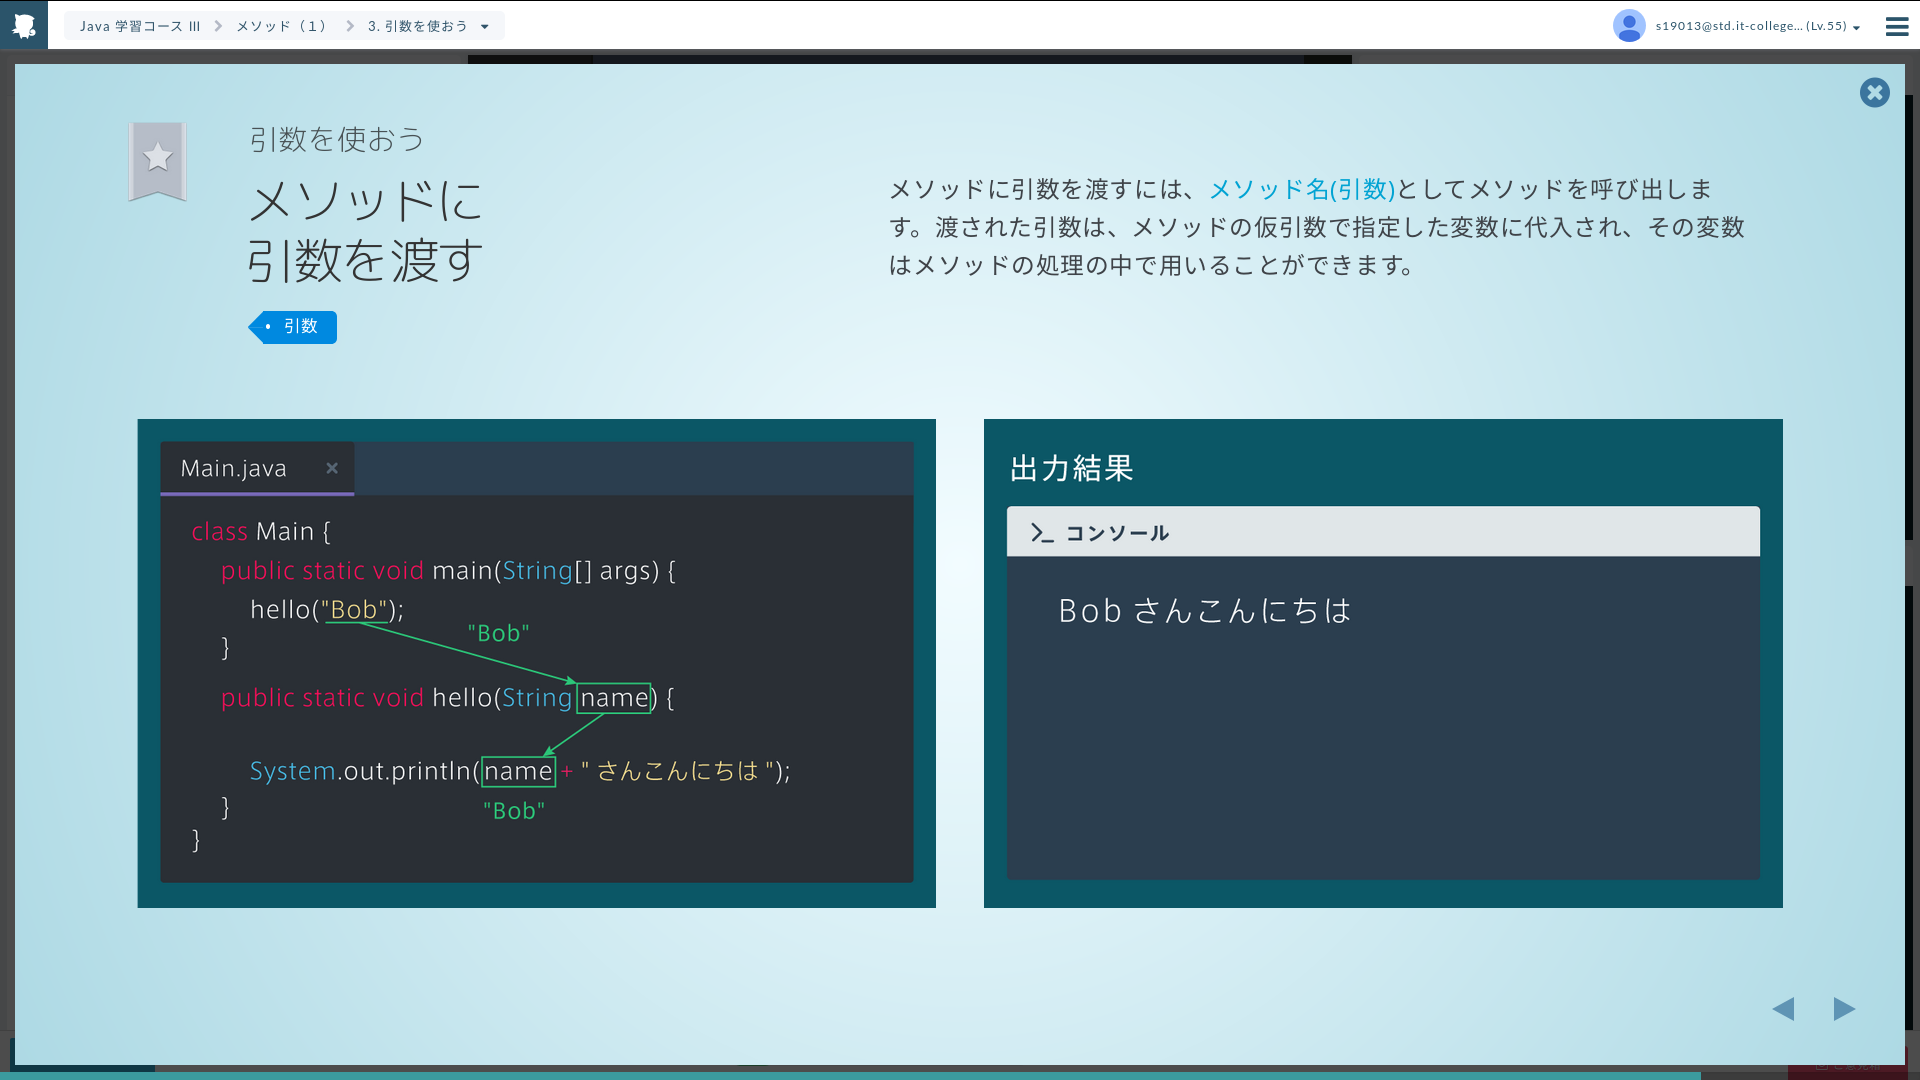 Java 学習コース III
メソッド（１）
3. 引数を使おう
s19013@std.it-college... (Lv.55)
引数を使おう
メソッドに
引数を渡す
引数
メソッドに引数を渡すには、メソッド名(引数)としてメソッドを呼び出しま
す。渡された引数は、メソッドの仮引数で指定した変数に代入され、その変数
はメソッドの処理の中で用いることができます。
Main.java
class Main {
public static void main(String[] args) {
hello("Bob");
"Bob"
}
public static void hello(String name) {
System.out.println(name + " さんこんにちは ");
}
"Bob"
}
出力結果
コンソール
Bob さんこんにちは